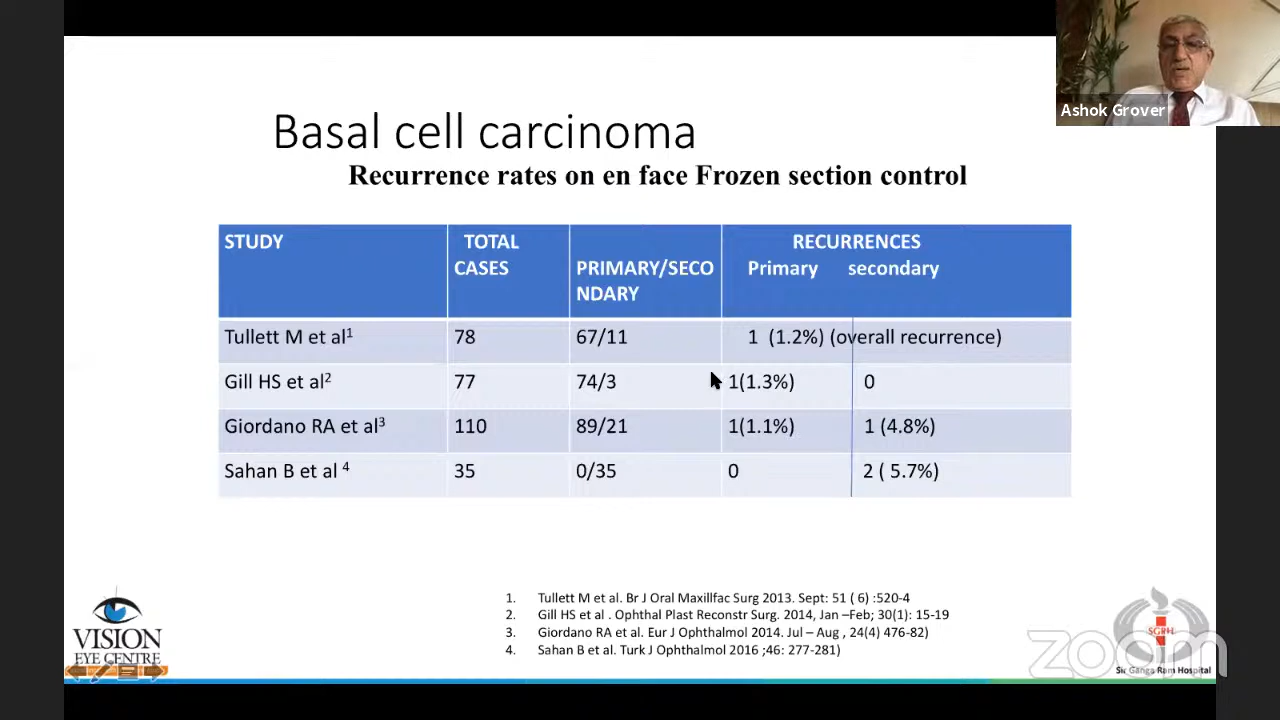 Ashok Grover
Basal cell carcinoma
Recurrence rates on en face Frozen section control
STUDY TOTAL CASES PRIMARY/SECONDARY RECURRENCES Primary secondary
Tullett M et al1 78 67/11 1 (1.2%) (overall recurrence)
Gill HS et al2 77 74/3 1(1.3%) 0
Giordano RA et al3 110 89/21 1(1.1%) 1 (4.8%)
Sahan B et al 4 35 0/35 0 2 ( 5.7%)
1. Tullett M et al. Br J Oral Maxillfac Surg 2013. Sept: 51 ( 6) :520-4
2. Gill HS et al . Ophthal Plast Reconstr Surg. 2014, Jan –Feb; 30(1): 15-19
3. Giordano RA et al. Eur J Ophthalmol 2014. Jul – Aug , 24(4) 476-82)
4. Sahan B et al. Turk J Ophthalmol 2016 ;46: 277-281)
VISION
EYE CENTRE
SGRH
zoom
Sir Ganga Ram Hospital